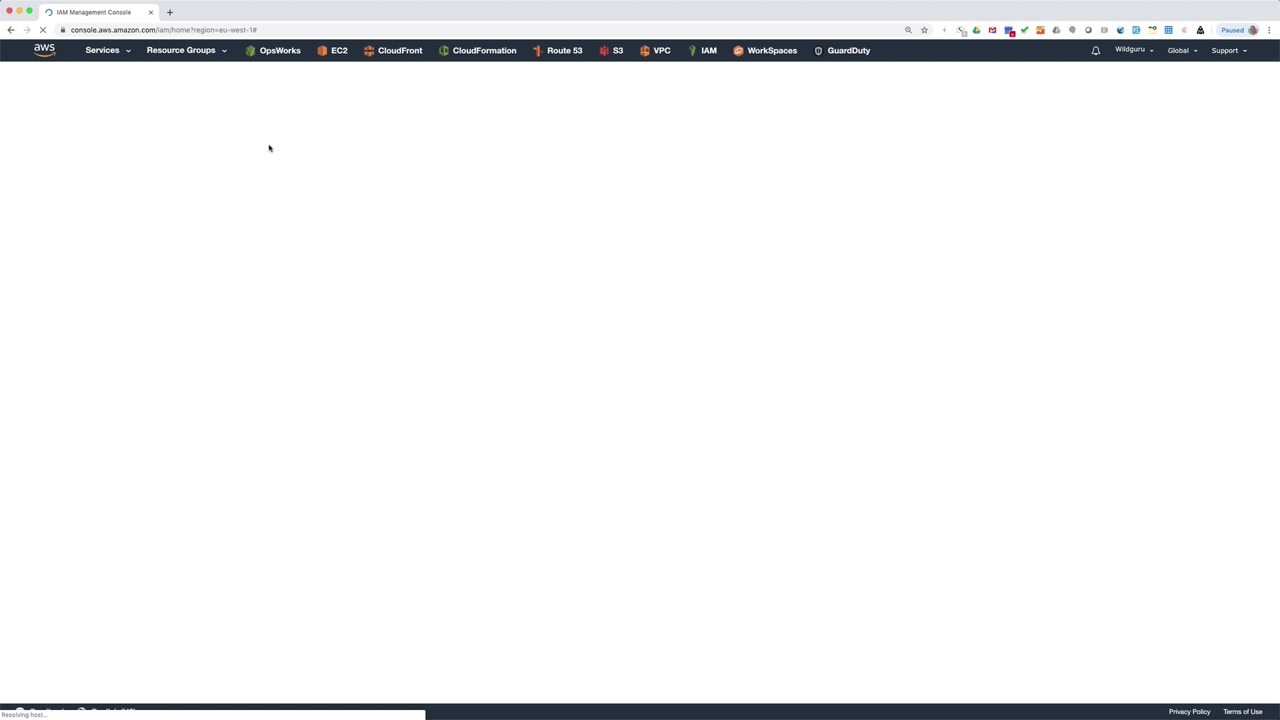 IAM Management Console
console.aws.amazon.com/iam/home?region=eu-west-1#
Paused
aws
Services
Resource Groups
OpsWorks
EC2
CloudFront
CloudFormation
Route 53
S3
VPC
IAM
WorkSpaces
GuardDuty
Wildguru
Global
Support
Resolving host...
Privacy Policy
Terms of Use